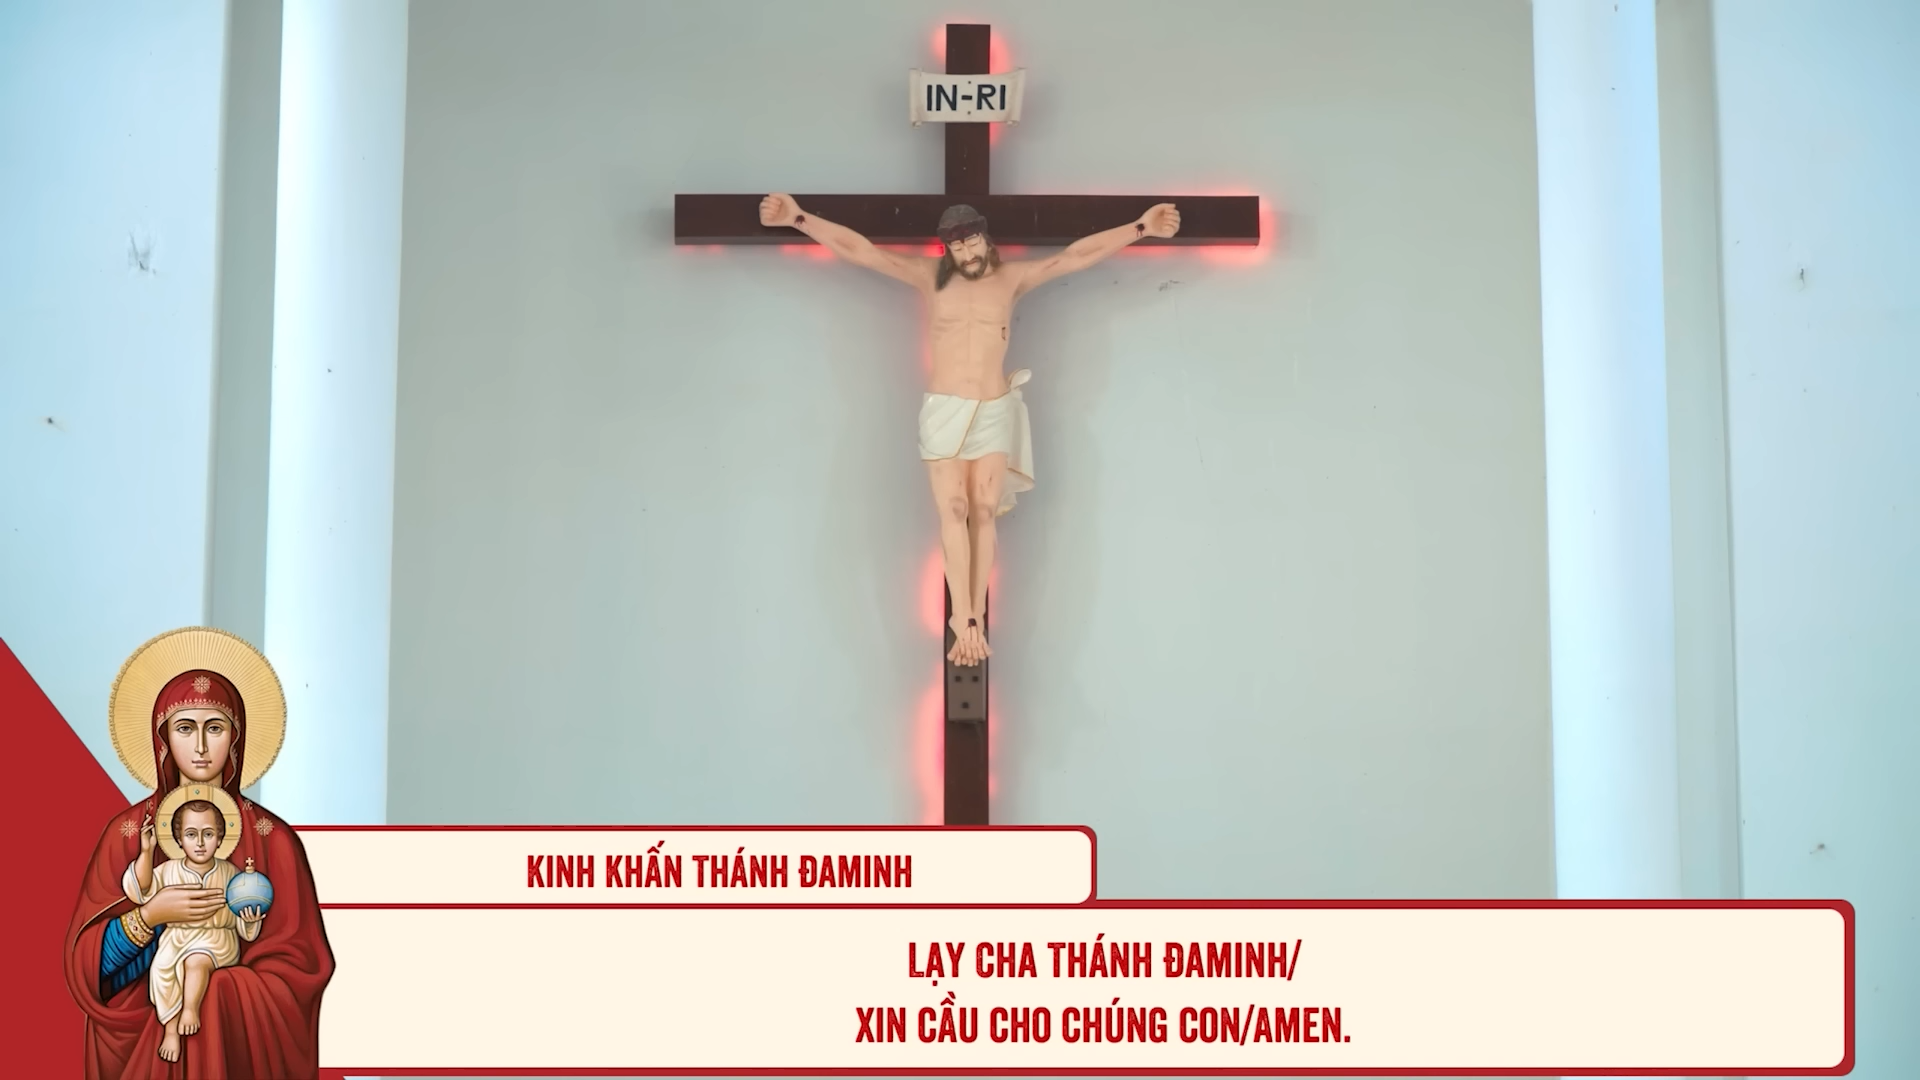 IN-RI
KINH KHẤN THÁNH ĐAMINH
LẠY CHA THÁNH ĐAMINH/
XIN CẦU CHO CHÚNG CON/AMEN.